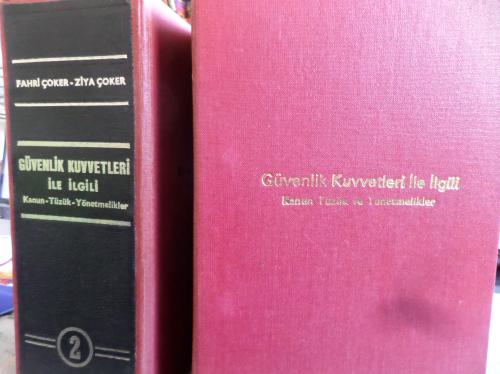 FAHRİ ÇOKER - ZİYA ÇOKER
GÜVENLİK KUVVETLERİ
İLE İLGİLİ
Kanun - Tüzük - Yönetmelikler
2
Güvenlik Kuvvetleri İle İlgili
Kanun Tüzük ve Yönetmelikler